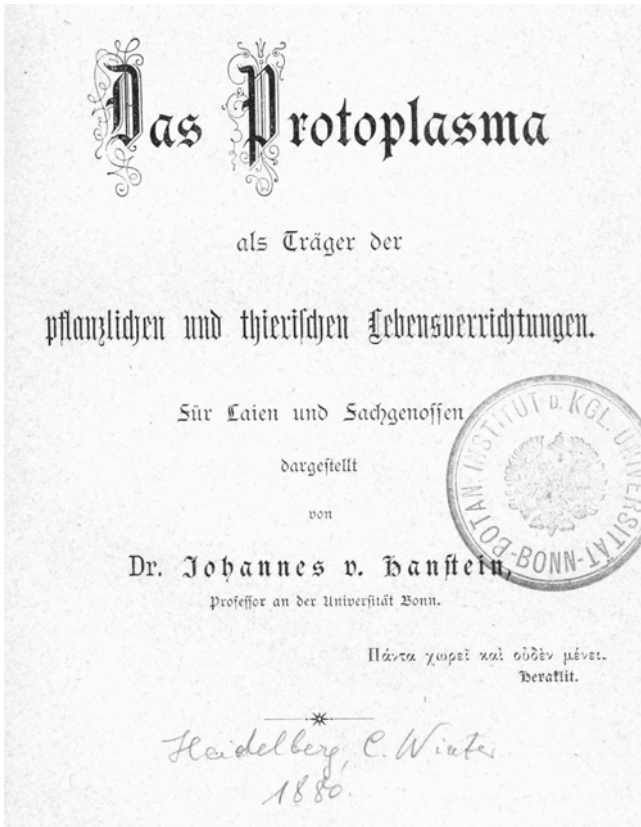 Das Protoplasma
als Träger der
pflanzlichen und thierischen Lebensverrichtungen.
Für Laien und Fachgenossen
dargestellt
von
Dr. Johannes v. Hanstein,
Professor an der Universität Bonn.
BOTAN. INSTITUT D. KGL. UNIVERSITÄT-BONN-
Πάντα χωρεῖ καὶ οὐδὲν μένει.
Heraklit.
Heidelberg, C. Winter
1880.